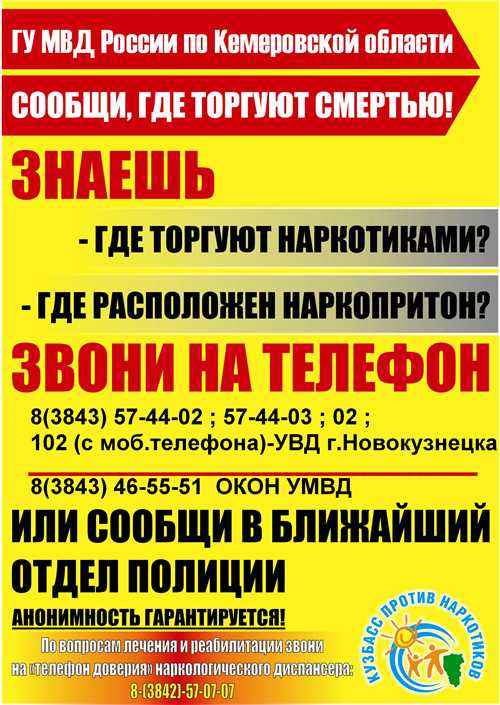 ГУ МВД России по Кемеровской области
СООБЩИ, ГДЕ ТОРГУЮТ СМЕРТЬЮ!
ЗНАЕШЬ
- ГДЕ ТОРГУЮТ НАРКОТИКАМИ?
- ГДЕ РАСПОЛОЖЕН НАРКОПРИТОН?
ЗВОНИ НА ТЕЛЕФОН
8(3843) 57-44-02 ; 57-44-03 ; 02 ;
102 (с моб.телефона)-УВД г.Новокузнецка
8(3843) 46-55-51 ОКОН УМВД
ИЛИ СООБЩИ В БЛИЖАЙШИЙ
ОТДЕЛ ПОЛИЦИИ
АНОНИМНОСТЬ ГАРАНТИРУЕТСЯ!
По вопросам лечения и реабилитации звони
на «телефон доверия» наркологического диспансера:
8-(3842)-57-07-07
КУЗБАСС ПРОТИВ НАРКОТИКОВ